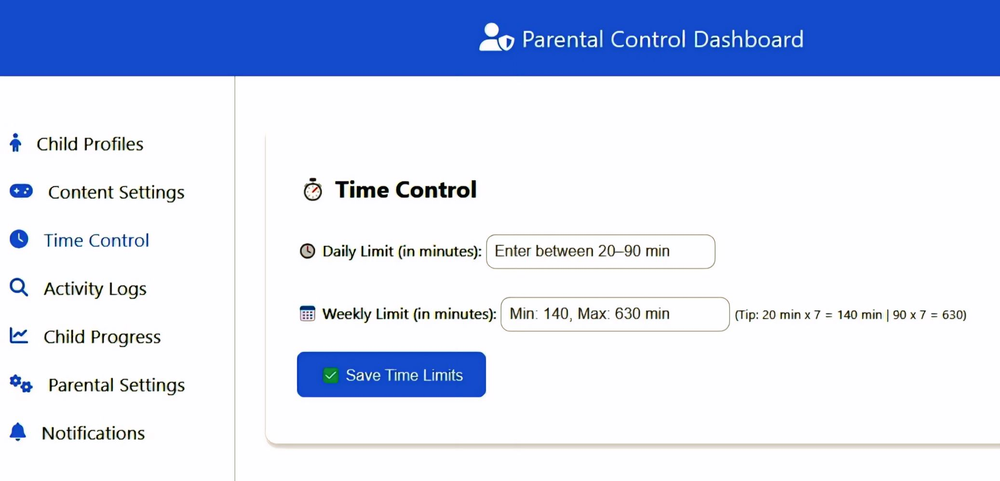 Parental Control Dashboard
Child Profiles
Content Settings
Time Control
Activity Logs
Child Progress
Parental Settings
Notifications
Time Control
Daily Limit (in minutes): Enter between 20–90 min
Weekly Limit (in minutes): Min: 140, Max: 630 min (Tip: 20 min x 7 = 140 min | 90 x 7 = 630)
Save Time Limits